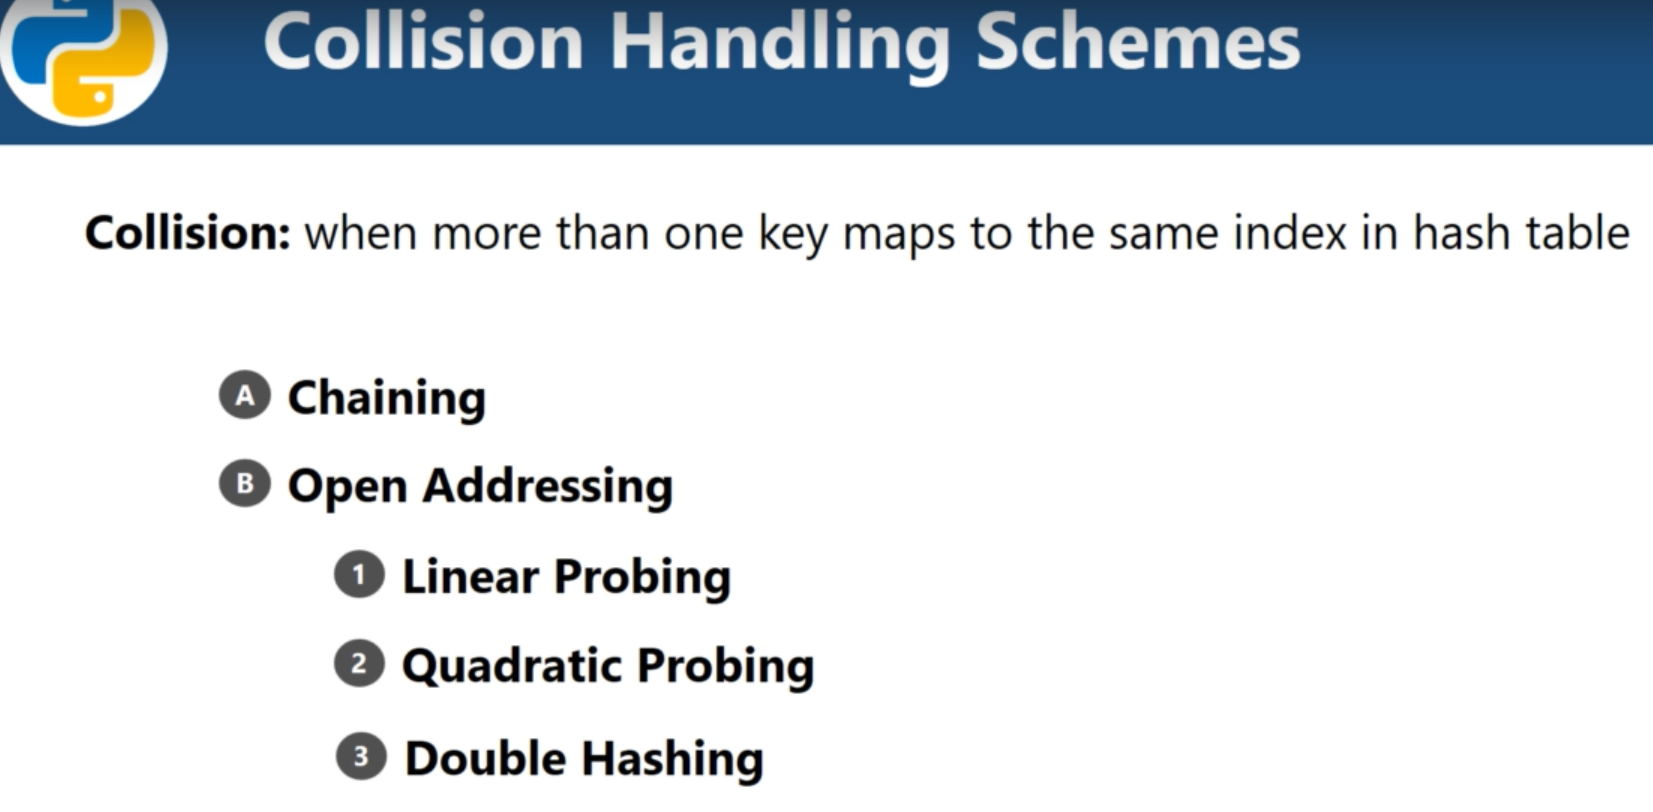 Collision Handling Schemes
Collision: when more than one key maps to the same index in hash table
A Chaining
B Open Addressing
1 Linear Probing
2 Quadratic Probing
3 Double Hashing